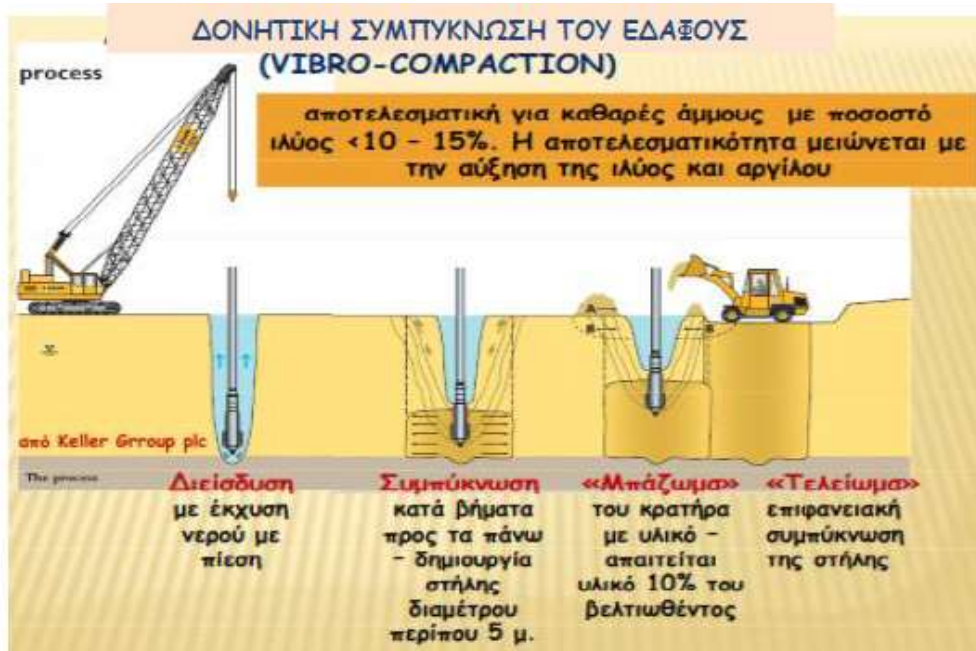 ΔΟΝΗΤΙΚΗ ΣΥΜΠΥΚΝΩΣΗ ΤΟΥ ΕΔΑΦΟΥΣ
(VIBRO-COMPACTION)
process
αποτελεσματική για καθαρές άμμους με ποσοστό
ιλύος <10 – 15%. Η αποτελεσματικότητα μειώνεται με
την αύξηση της ιλύος και αργίλου
από Keller Grroup plc
The process
Διείσδυση
με έκχυση
νερού με
πίεση
Συμπύκνωση
κατά βήματα
προς τα πάνω
– δημιουργία
στήλης
διαμέτρου
περίπου 5 μ.
«Μπάζωμα»
του κρατήρα
με υλικό –
απαιτείται
υλικό 10% του
βελτιωθέντος
«Τελείωμα»
επιφανειακή
συμπύκνωση
της στήλης